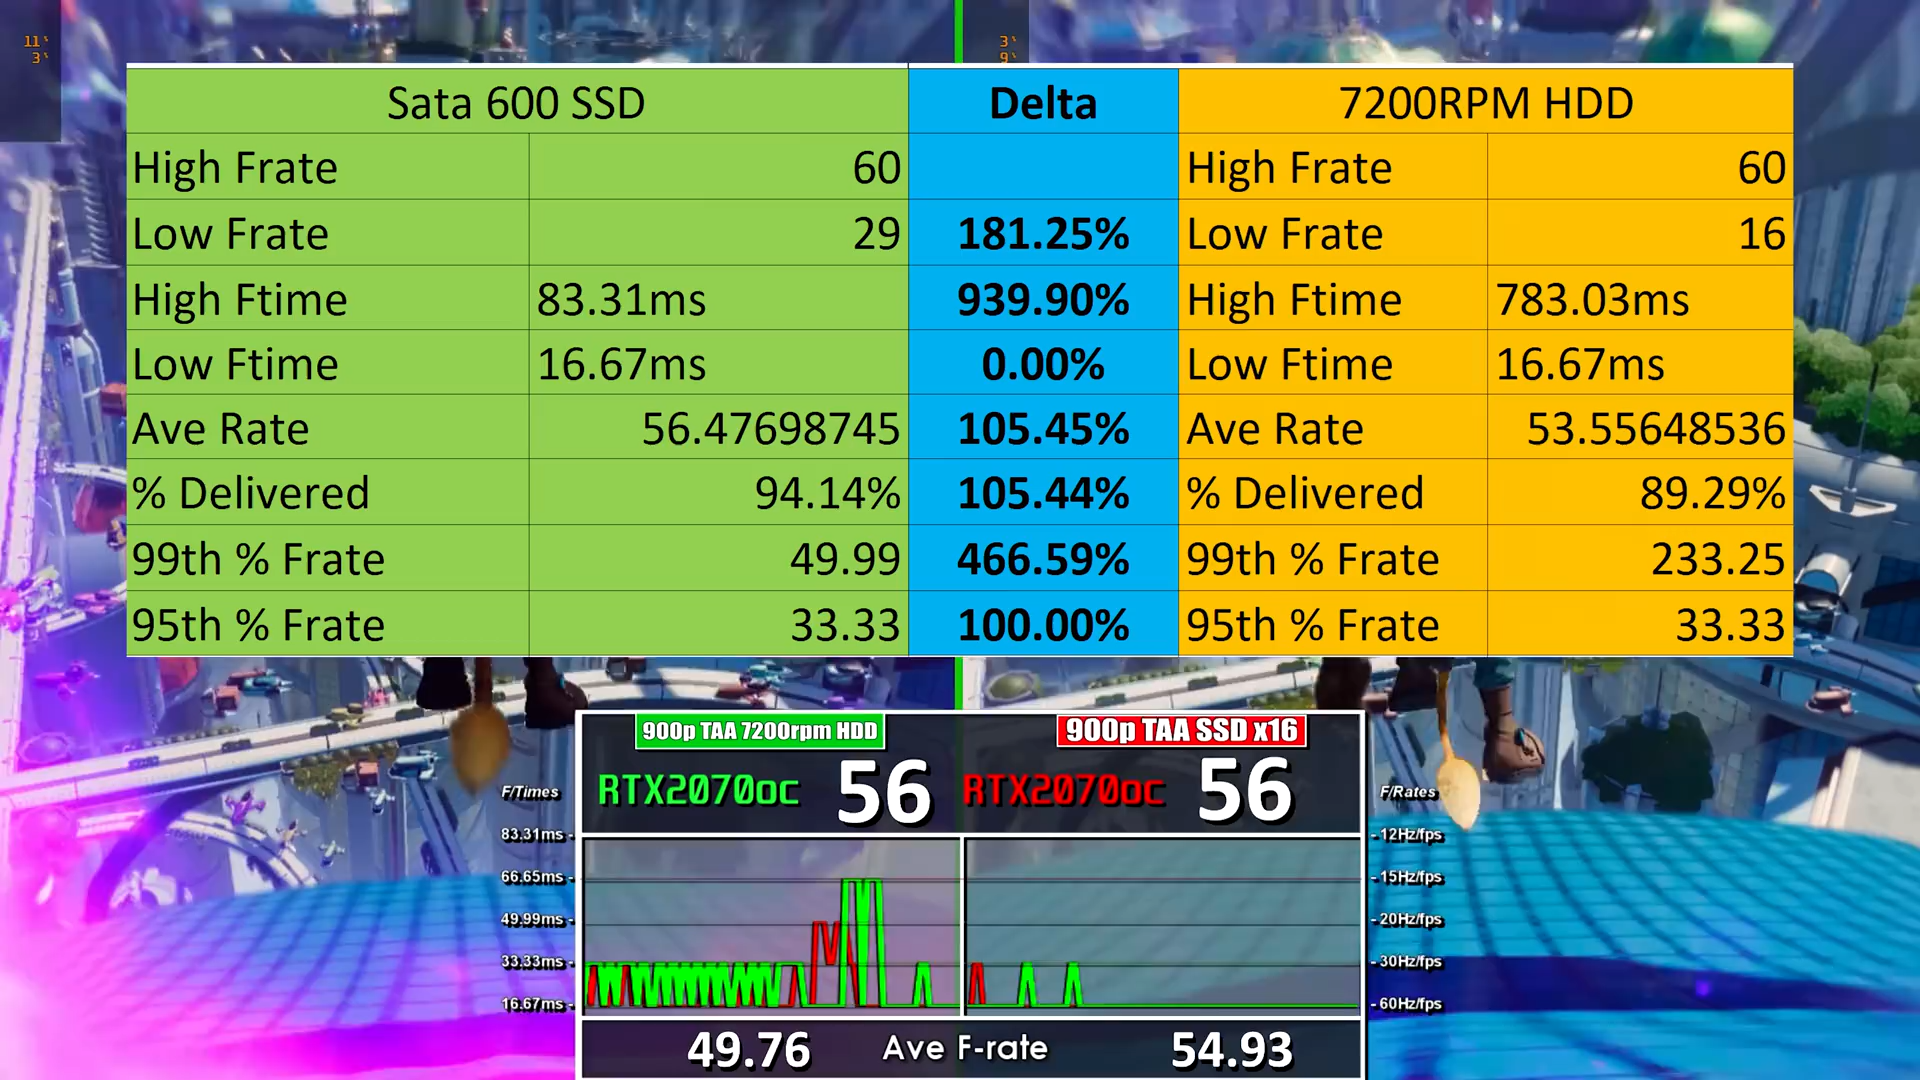 11%
3%
3%
9%
Sata 600 SSD Delta 7200RPM HDD
High Frate 60 High Frate 60
Low Frate 29 181.25% Low Frate 16
High Ftime 83.31ms 939.90% High Ftime 783.03ms
Low Ftime 16.67ms 0.00% Low Ftime 16.67ms
Ave Rate 56.47698745 105.45% Ave Rate 53.55648536
% Delivered 94.14% 105.44% % Delivered 89.29%
99th % Frate 49.99 466.59% 99th % Frate 233.25
95th % Frate 33.33 100.00% 95th % Frate 33.33
900p TAA 7200rpm HDD 900p TAA SSD x16
F/Times RTX2070oc 56 RTX2070oc 56 F/Rates
83.31ms - - 12Hz/fps
66.65ms - - 15Hz/fps
49.99ms - - 20Hz/fps
33.33ms - - 30Hz/fps
16.67ms - - 60Hz/fps
49.76 Ave F-rate 54.93